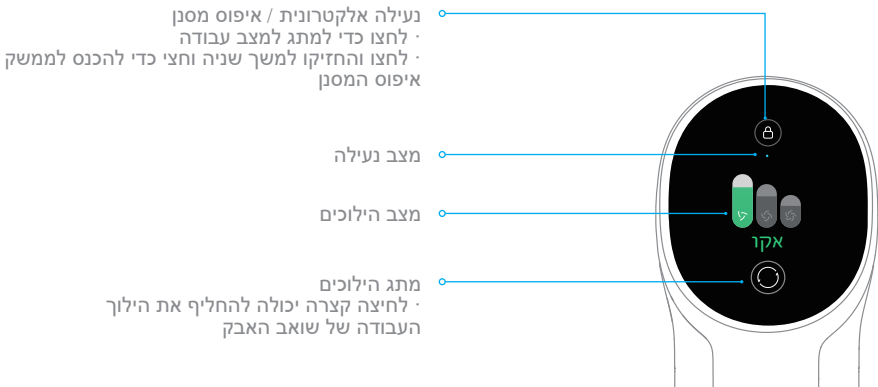 נעילה אלקטרונית / איפוס מסנן
· לחצו כדי למתג למצב עבודה
· לחצו והחזיקו למשך שניה וחצי כדי להכנס לממשק
איפוס המסנן
מצב נעילה
מצב הילוכים
אקו
מתג הילוכים
· לחיצה קצרה יכולה להחליף את הילוך
העבודה של שואב האבק